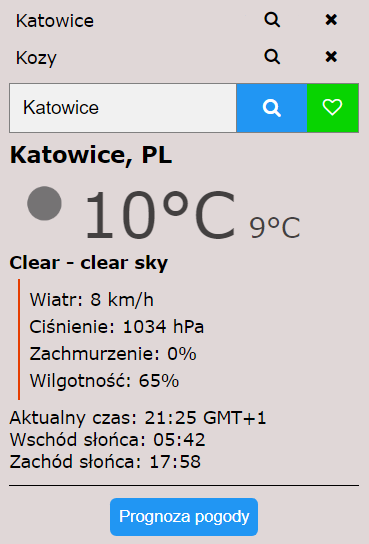 Katowice
Kozy
Katowice
Katowice, PL
10°C 9°C
Clear - clear sky
Wiatr: 8 km/h
Ciśnienie: 1034 hPa
Zachmurzenie: 0%
Wilgotność: 65%
Aktualny czas: 21:25 GMT+1
Wschód słońca: 05:42
Zachód słońca: 17:58
Prognoza pogody